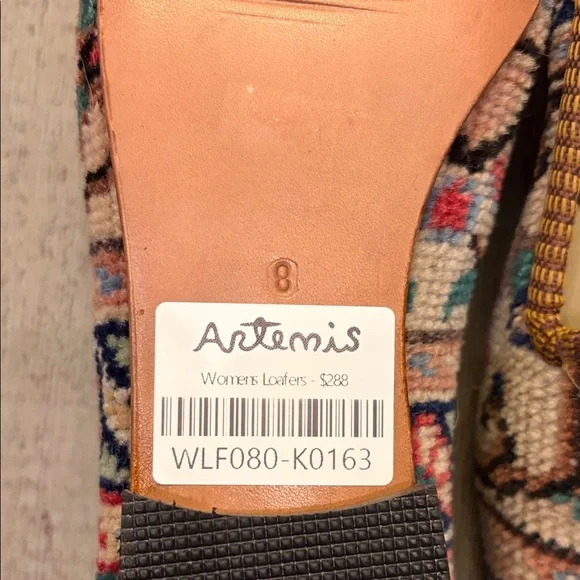 8
Artemis
Womens Loafers - $288
WLF080-K0163